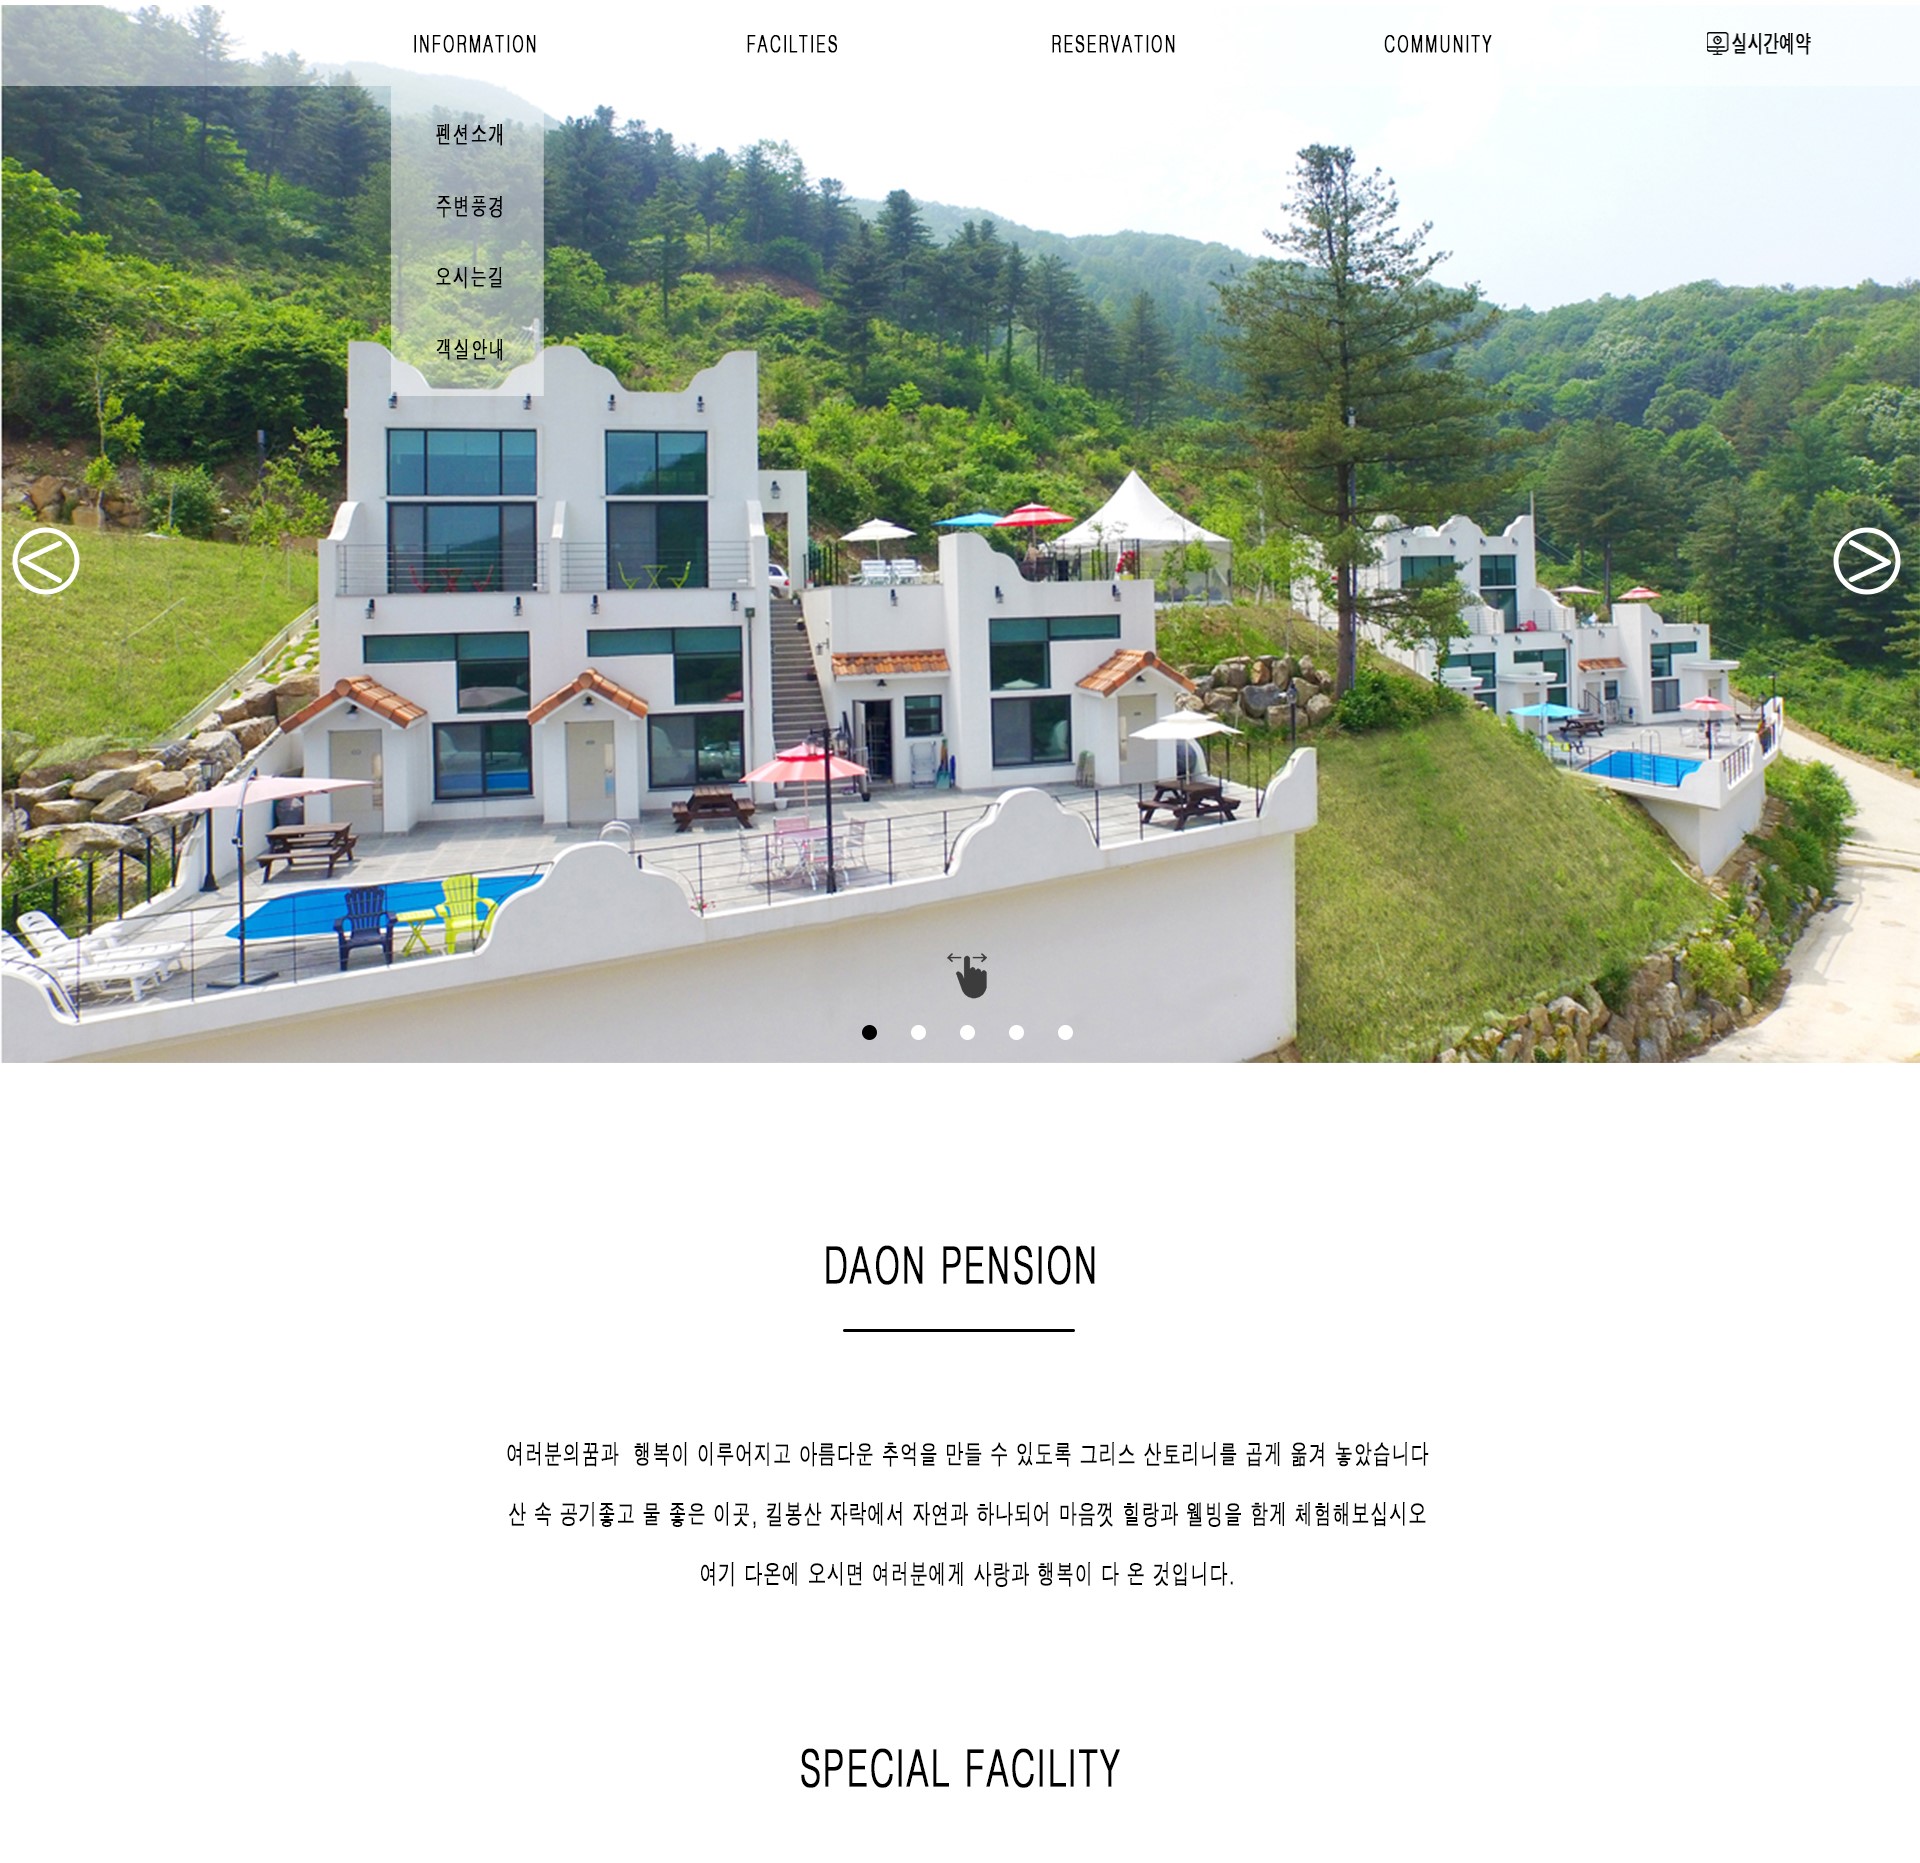 INFORMATION FACILTIES RESERVATION COMMUNITY 실시간예약
펜션소개
주변풍경
오시는길
객실안내
DAON PENSION
여러분의꿈과 행복이 이루어지고 아름다운 추억을 만들 수 있도록 그리스 산토리니를 곱게 옮겨 놓았습니다
산 속 공기좋고 물 좋은 이곳, 킬봉산 자락에서 자연과 하나되어 마음껏 힐랑과 웰빙을 함게 체험해보십시오
여기 다온에 오시면 여러분에게 사랑과 행복이 다 온 것입니다.
SPECIAL FACILITY